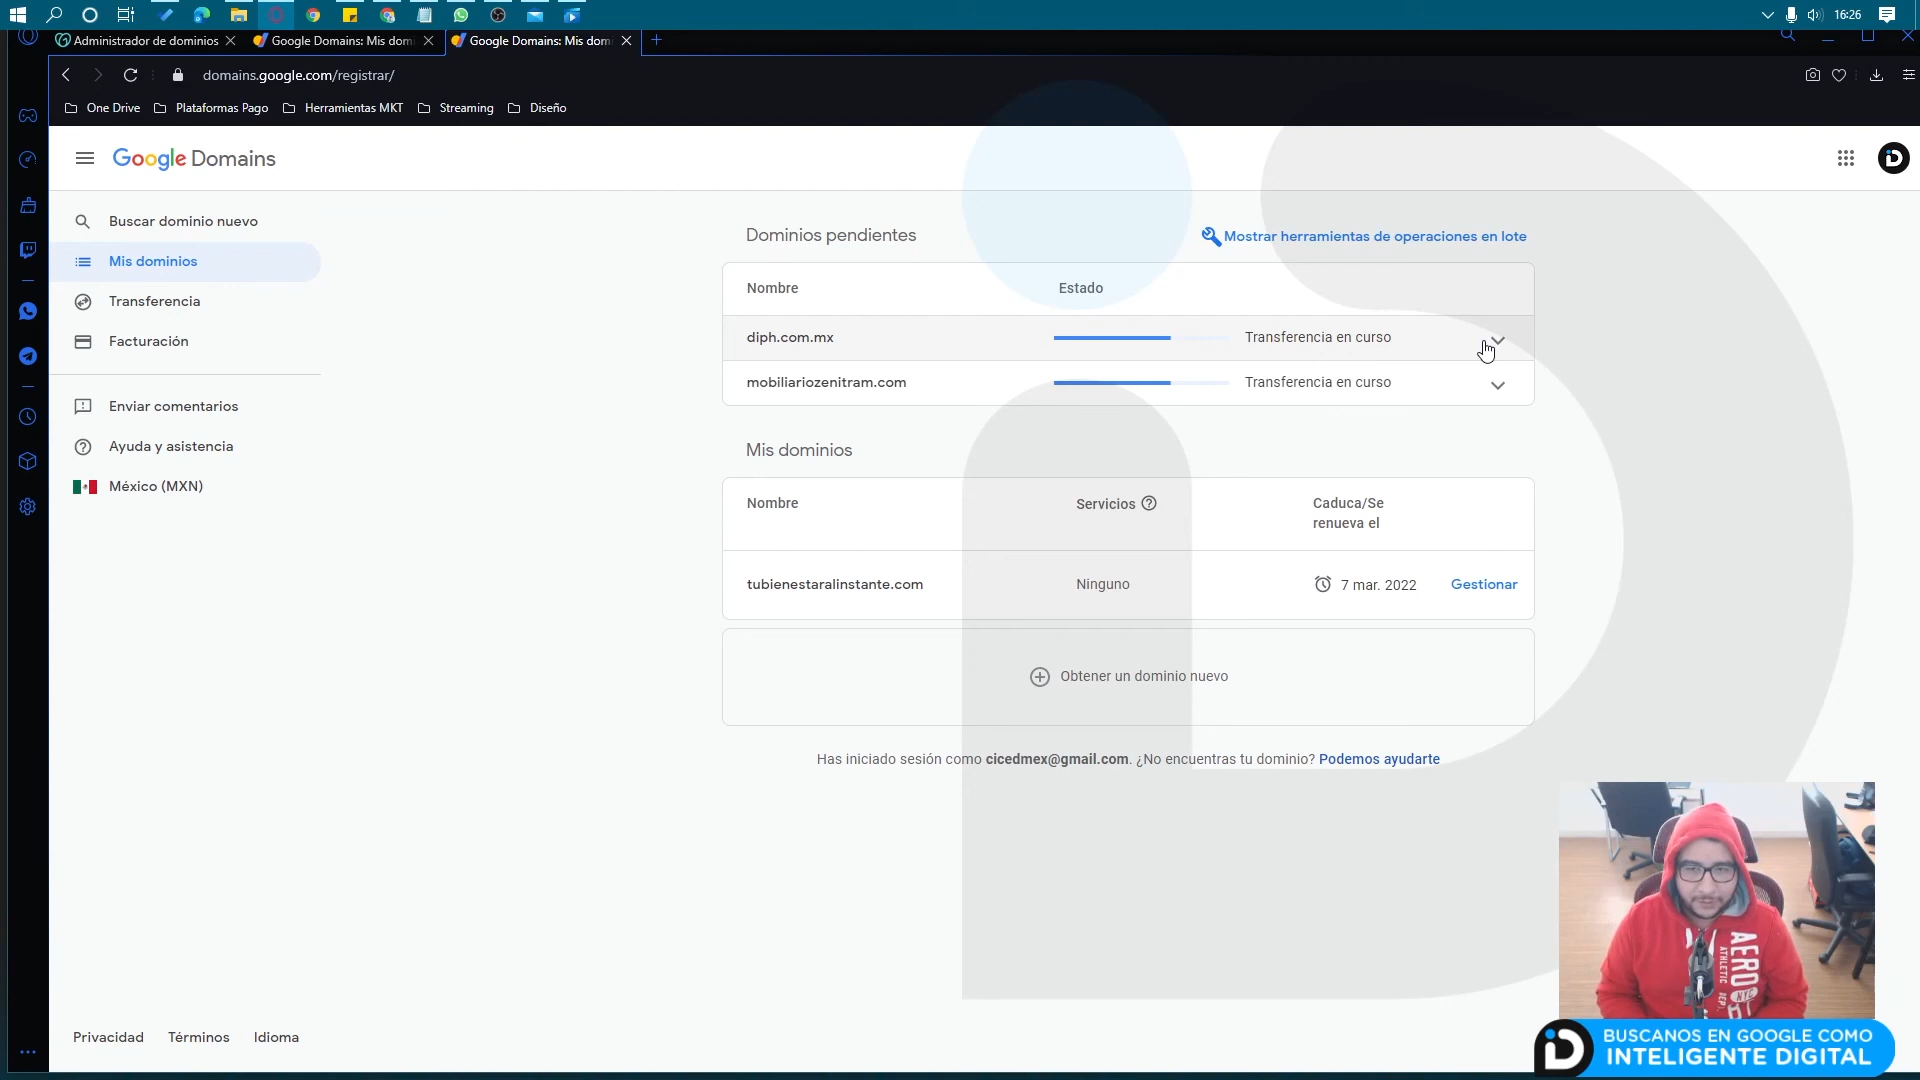 16:26
Administrador de dominios
Google Domains: Mis domi
Google Domains: Mis domi
domains.google.com/registrar/
One Drive
Plataformas Pago
Herramientas MKT
Streaming
Diseño
Google Domains
Buscar dominio nuevo
Mis dominios
Transferencia
Facturación
Enviar comentarios
Ayuda y asistencia
México (MXN)
Dominios pendientes
Mostrar herramientas de operaciones en lote
Nombre
Estado
diph.com.mx
Transferencia en curso
mobiliariozenitram.com
Transferencia en curso
Mis dominios
Nombre
Servicios
Caduca/Se
renueva el
tubienestaralinstante.com
Ninguno
7 mar. 2022
Gestionar
Obtener un dominio nuevo
Has iniciado sesión como cicedmex@gmail.com. ¿No encuentras tu dominio? Podemos ayudarte
AERO
ATHLETIC
NYC
Privacidad
Términos
Idioma
BUSCANOS EN GOOGLE COMO
INTELIGENTE DIGITAL